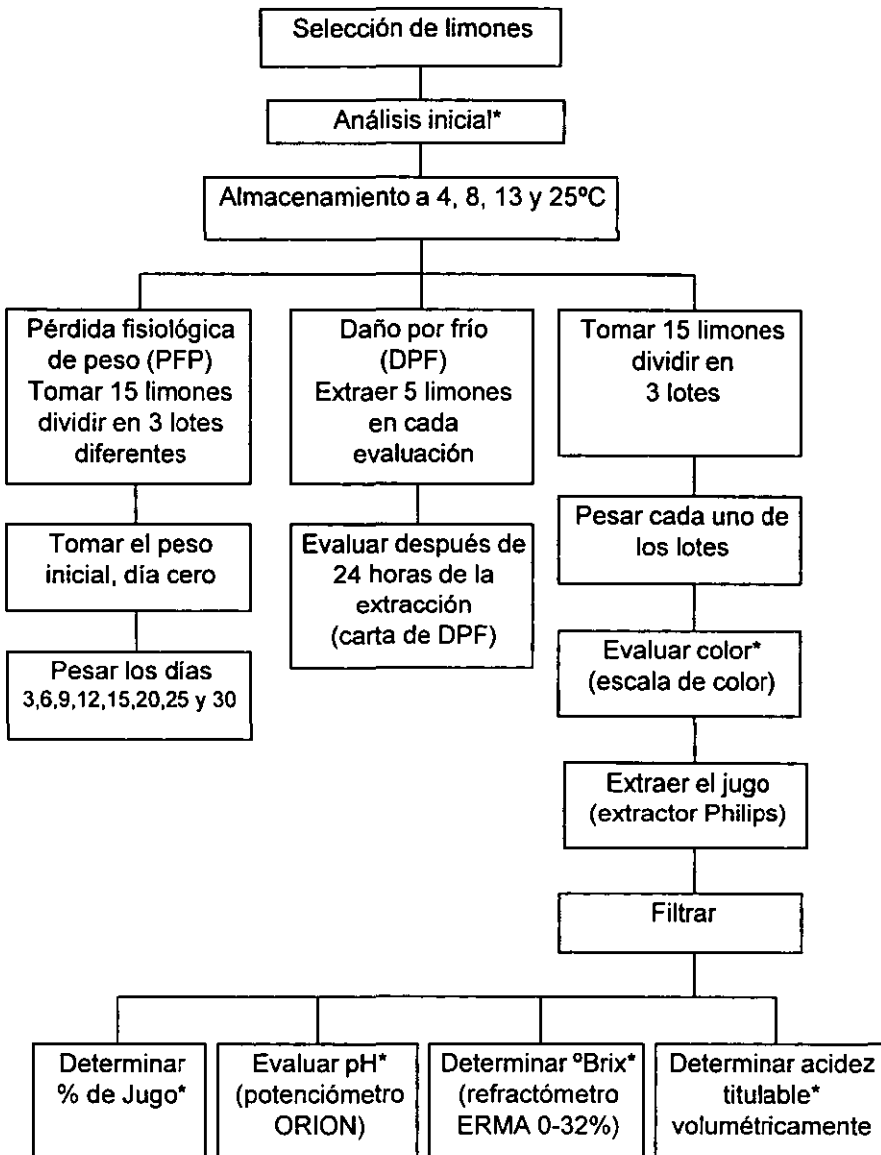 Selección de limones
Análisis inicial*
Almacenamiento a 4, 8, 13 y 25ºC
Pérdida fisiológica
de peso (PFP)
Tomar 15 limones
dividir en 3 lotes
diferentes
Daño por frío
(DPF)
Extraer 5 limones
en cada
evaluación
Tomar 15 limones
dividir en
3 lotes
Tomar el peso
inicial, día cero
Evaluar después de
24 horas de la
extracción
(carta de DPF)
Pesar cada uno de
los lotes
Pesar los días
3,6,9,12,15,20,25 y 30
Evaluar color*
(escala de color)
Extraer el jugo
(extractor Philips)
Filtrar
Determinar
% de Jugo*
Evaluar pH*
(potenciómetro
ORION)
Determinar ºBrix*
(refractómetro
ERMA 0-32%)
Determinar acidez
titulable*
volumétricamente